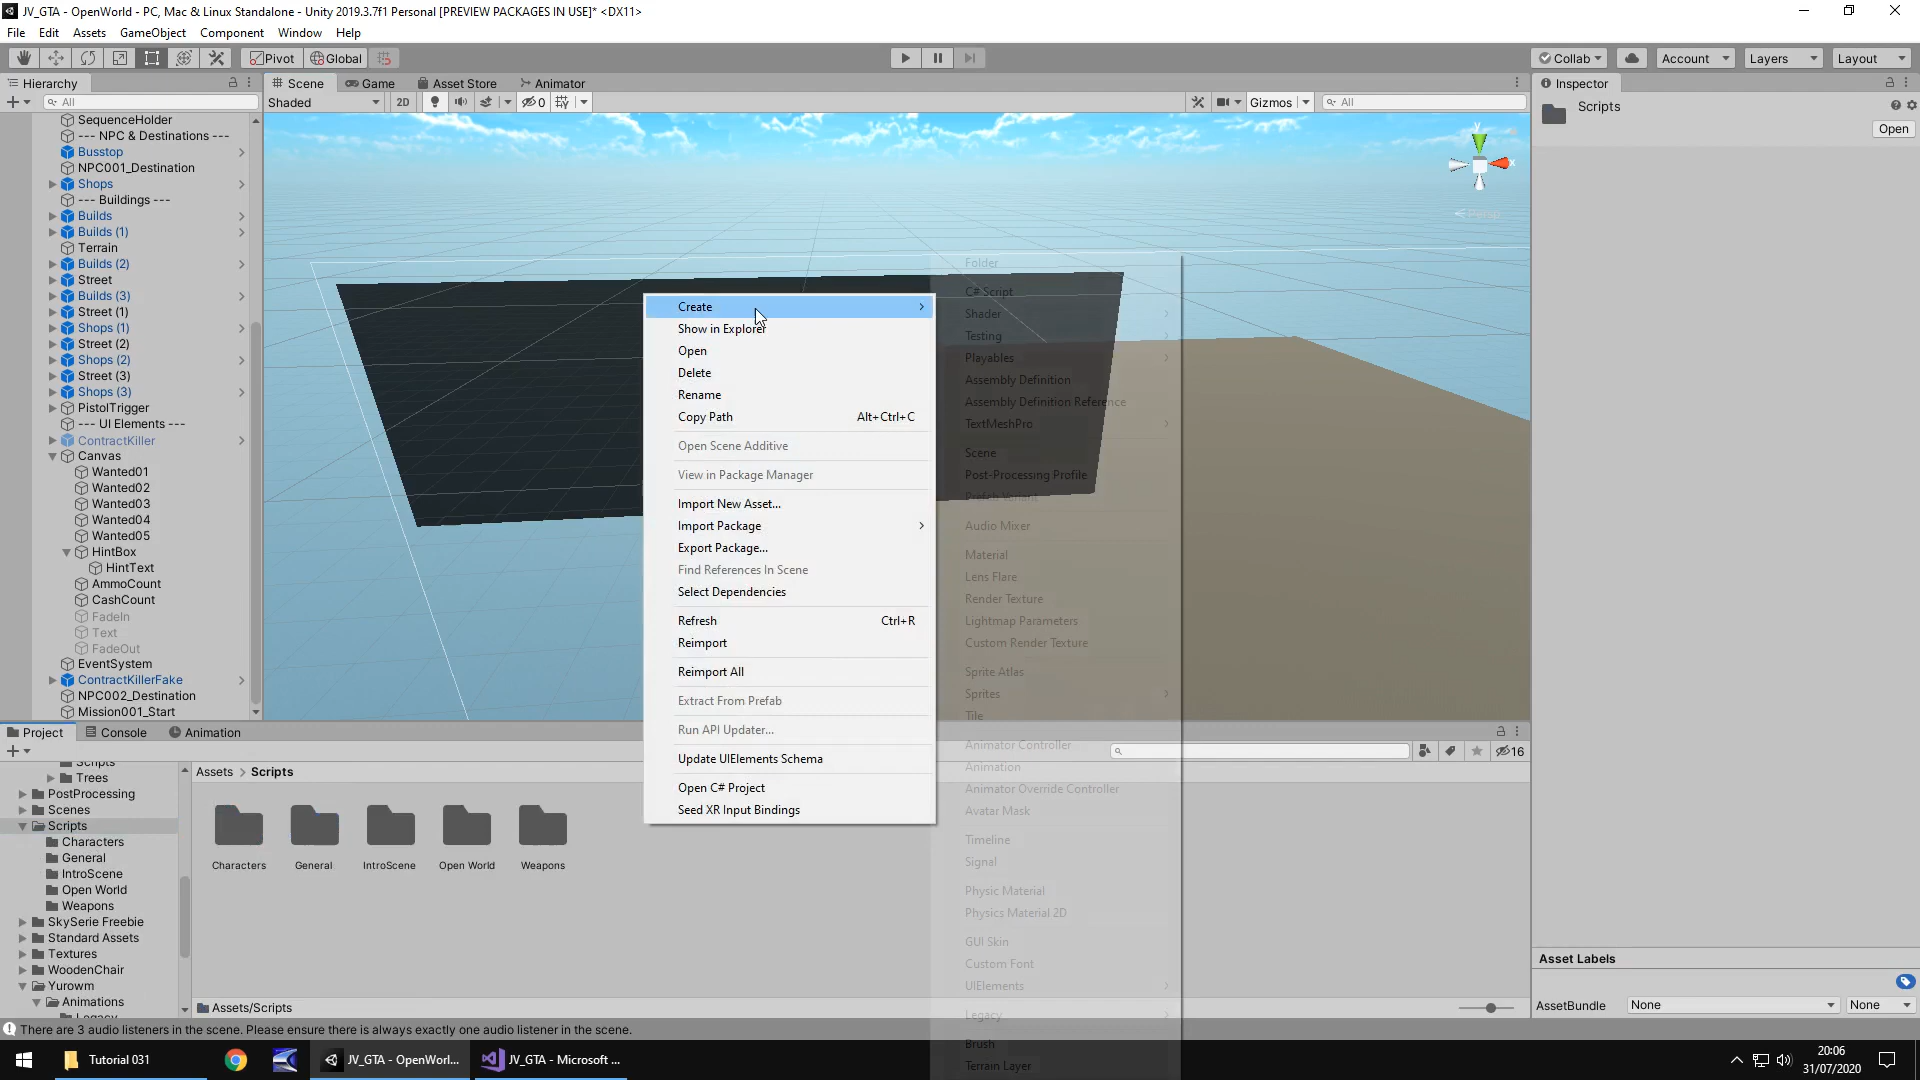 JV_GTA - OpenWorld - PC, Mac & Linux Standalone - Unity 2019.3.7f1 Personal [PREVIEW PACKAGES IN USE]* <DX11>
File Edit Assets GameObject Component Window Help
Pivot Global Collab Account Layers Layout
Hierarchy
Scene Game Asset Store Animator
Inspector
All
Shaded 2D 0 Gizmos All
Scripts
Open
SequenceHolder
--- NPC & Destinations ---
Busstop
NPC001_Destination
Shops
--- Buildings ---
Builds
Builds (1)
Terrain
Builds (2)
Street
Builds (3)
Street (1)
Shops (1)
Street (2)
Shops (2)
Street (3)
Shops (3)
PistolTrigger
--- UI Elements ---
ContractKiller
Canvas
Wanted01
Wanted02
Wanted03
Wanted04
Wanted05
HintBox
HintText
AmmoCount
CashCount
FadeIn
Text
FadeOut
EventSystem
ContractKillerFake
NPC002_Destination
Mission001_Start
y
x
Persp
Create
Show in Explorer
Open
Delete
Rename
Copy Path Alt+Ctrl+C
Open Scene Additive
View in Package Manager
Import New Asset...
Import Package
Export Package...
Find References In Scene
Select Dependencies
Refresh Ctrl+R
Reimport
Reimport All
Extract From Prefab
Run API Updater...
Update UIElements Schema
Open C# Project
Seed XR Input Bindings
Folder
C# Script
Shader
Testing
Playables
Assembly Definition
Assembly Definition Reference
TextMeshPro
Scene
Post-Processing Profile
Prefab Variant
Audio Mixer
Material
Lens Flare
Render Texture
Lightmap Parameters
Custom Render Texture
Sprite Atlas
Sprites
Tile
Animator Controller
Animation
Animator Override Controller
Avatar Mask
Timeline
Signal
Physic Material
Physics Material 2D
GUI Skin
Custom Font
UIElements
Legacy
Brush
Terrain Layer
Project Console Animation
16
Scripts
Trees
PostProcessing
Scenes
Scripts
Characters
General
IntroScene
Open World
Weapons
SkySerie Freebie
Standard Assets
Textures
WoodenChair
Yurowm
Animations
Legacy
Assets > Scripts
Characters General IntroScene Open World Weapons
Assets/Scripts
Asset Labels
AssetBundle None None
There are 3 audio listeners in the scene. Please ensure there is always exactly one audio listener in the scene.
Tutorial 031
JV_GTA - OpenWorl...
JV_GTA - Microsoft ...
20:06
31/07/2020